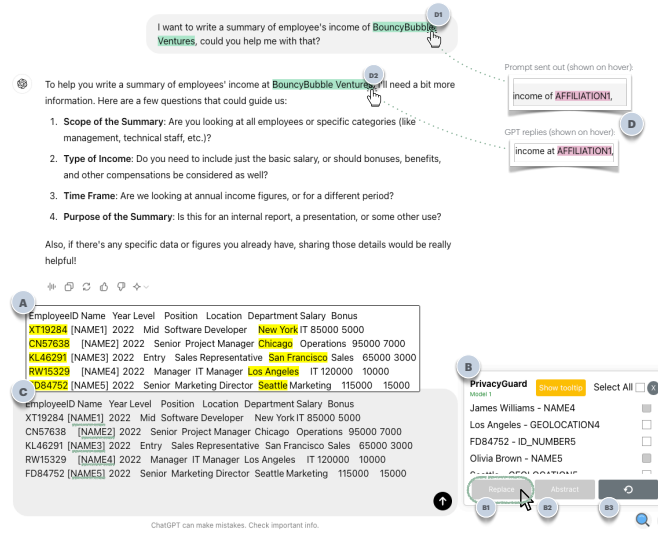 D1
I want to write a summary of employee's income of BouncyBubble
Ventures, could you help me with that?
D2
To help you write a summary of employees' income at BouncyBubble Ventures, I'll need a bit more
information. Here are a few questions that could guide us:
1. Scope of the Summary: Are you looking at all employees or specific categories (like
management, technical staff, etc.)?
2. Type of Income: Do you need to include just the basic salary, or should bonuses, benefits,
and other compensations be considered as well?
3. Time Frame: Are we looking at annual income figures, or for a different period?
4. Purpose of the Summary: Is this for an internal report, a presentation, or some other use?
Also, if there's any specific data or figures you already have, sharing those details would be really
helpful!
Prompt sent out (shown on hover):
income of AFFILIATION1,
D
GPT replies (shown on hover):
income at AFFILIATION1,
A
EmployeeID Name Year Level Position Location Department Salary Bonus
XT19284 [NAME1] 2022 Mid Software Developer New York IT 85000 5000
CN57638 [NAME2] 2022 Senior Project Manager Chicago Operations 95000 7000
KL46291 [NAME3] 2022 Entry Sales Representative San Francisco Sales 65000 3000
RW15329 [NAME4] 2022 Manager IT Manager Los Angeles IT 120000 10000
FD84752 [NAME5] 2022 Senior Marketing Director Seattle Marketing 115000 15000
C
EmployeeID Name Year Level Position Location Department Salary Bonus
XT19284 [NAME1] 2022 Mid Software Developer New York IT 85000 5000
CN57638 [NAME2] 2022 Senior Project Manager Chicago Operations 95000 7000
KL46291 [NAME3] 2022 Entry Sales Representative San Francisco Sales 65000 3000
RW15329 [NAME4] 2022 Manager IT Manager Los Angeles IT 120000 10000
FD84752 [NAME5] 2022 Senior Marketing Director Seattle Marketing 115000 15000
ChatGPT can make mistakes. Check important info.
B
PrivacyGuard
Model 1
Show tooltip
Select All
X
James Williams - NAME4
Los Angeles - GEOLOCATION4
FD84752 - ID_NUMBER5
Olivia Brown - NAME5
Seattle - GEOLOCATION5
Replace
Abstract
B1
B2
B3